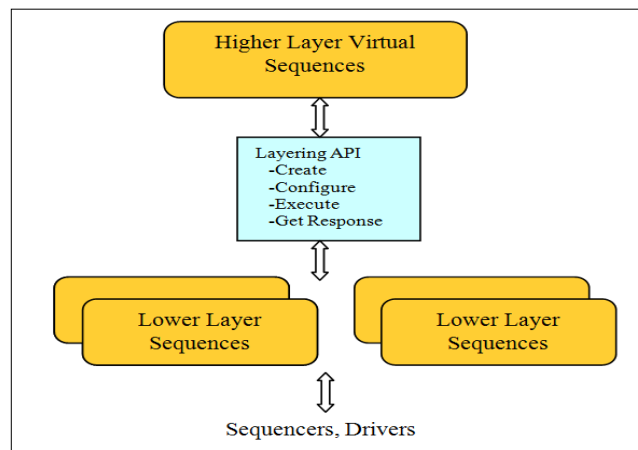 Higher Layer Virtual
Sequences
Layering API
-Create
-Configure
-Execute
-Get Response
Lower Layer
Sequences
Lower Layer
Sequences
Sequencers, Drivers